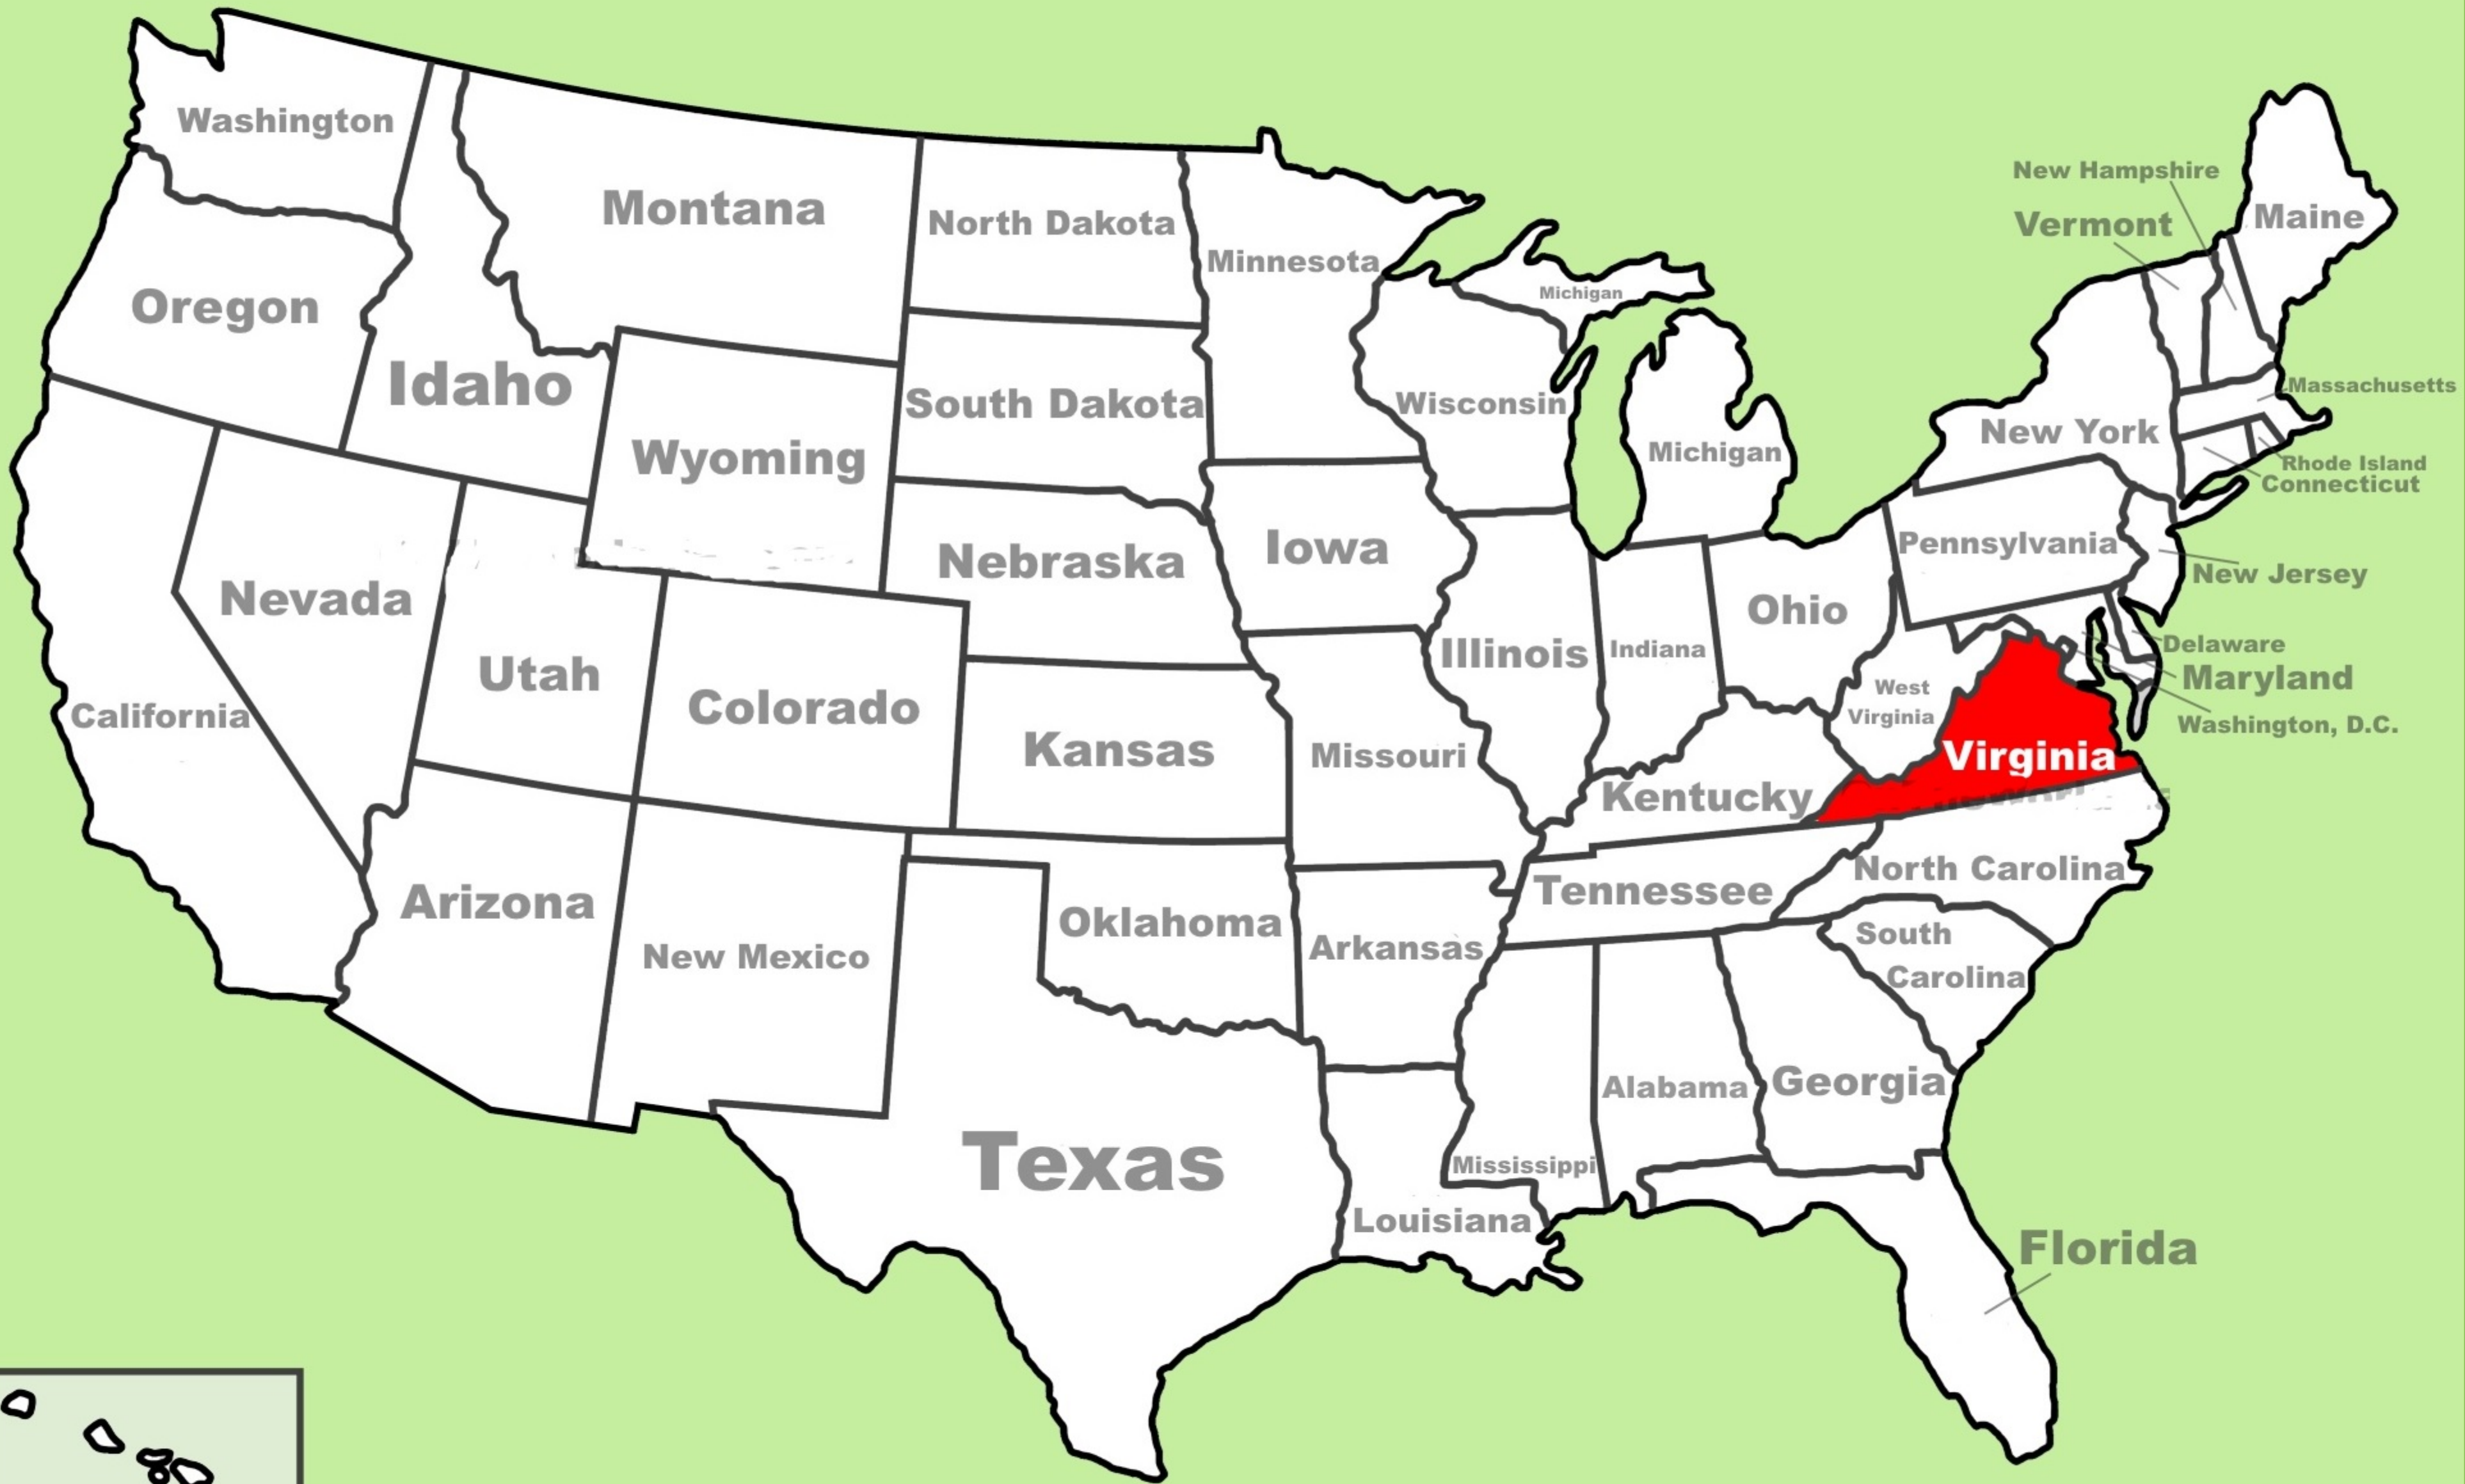 Washington
Montana
North Dakota
Minnesota
New Hampshire
Vermont
Maine
Oregon
Idaho
Michigan
Wyoming
South Dakota
Wisconsin
Michigan
New York
Massachusetts
Rhode Island
Connecticut
Nevada
Nebraska
Iowa
Pennsylvania
New Jersey
Utah
Colorado
Illinois
Indiana
Ohio
West
Virginia
Delaware
Maryland
Washington, D.C.
California
Kansas
Missouri
Kentucky
Virginia
Arizona
New Mexico
Oklahoma
Arkansas
Tennessee
North Carolina
South
Carolina
Texas
Alabama
Georgia
Mississippi
Louisiana
Florida